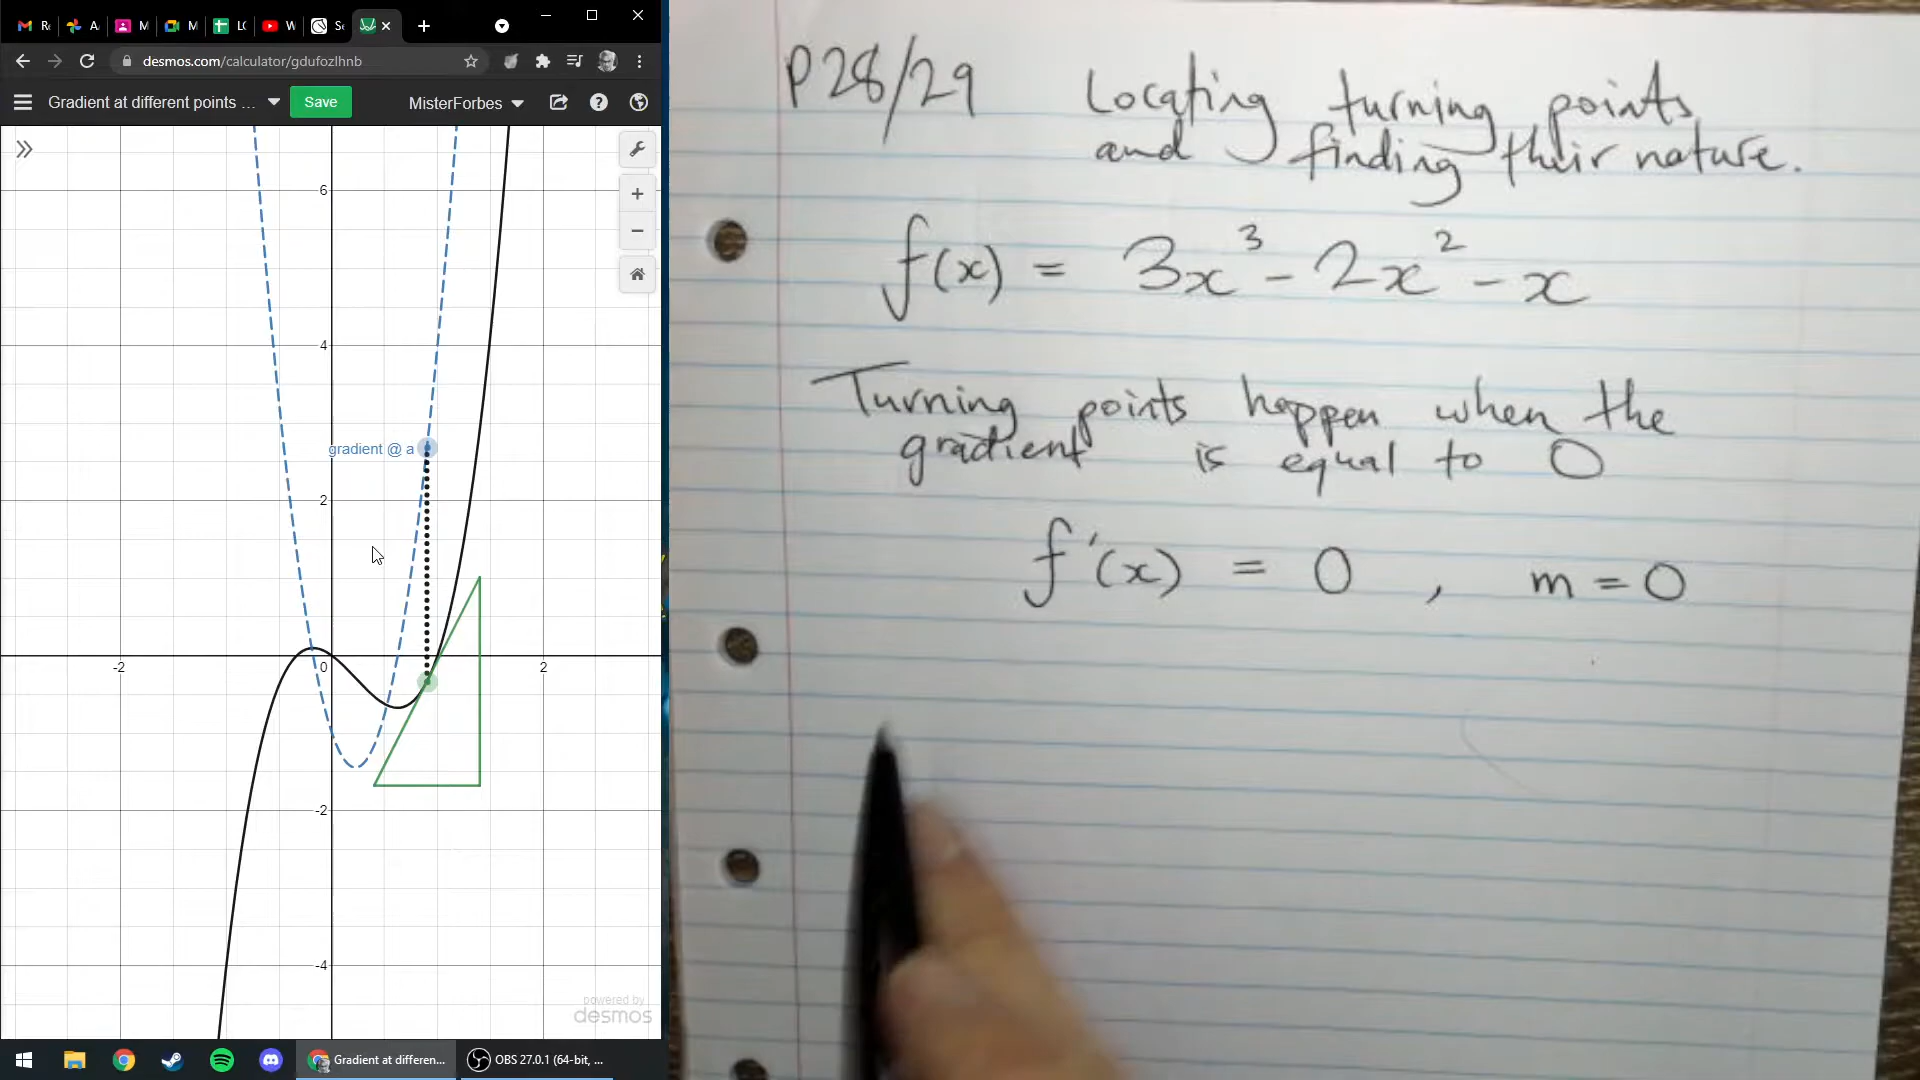 R
A
M
M
LC
W
Se
desmos.com/calculator/gdufozlhnb
Gradient at different points ...
Save
MisterForbes
6
4
gradient @ a
2
-2
0
2
-2
-4
powered by
desmos
Gradient at differen...
OBS 27.0.1 (64-bit, ...
P28/29 Locating turning points
and finding their nature.
f(x) = 3x³ - 2x² - x
Turning points happen when the
gradient is equal to 0
f'(x) = 0 , m = 0